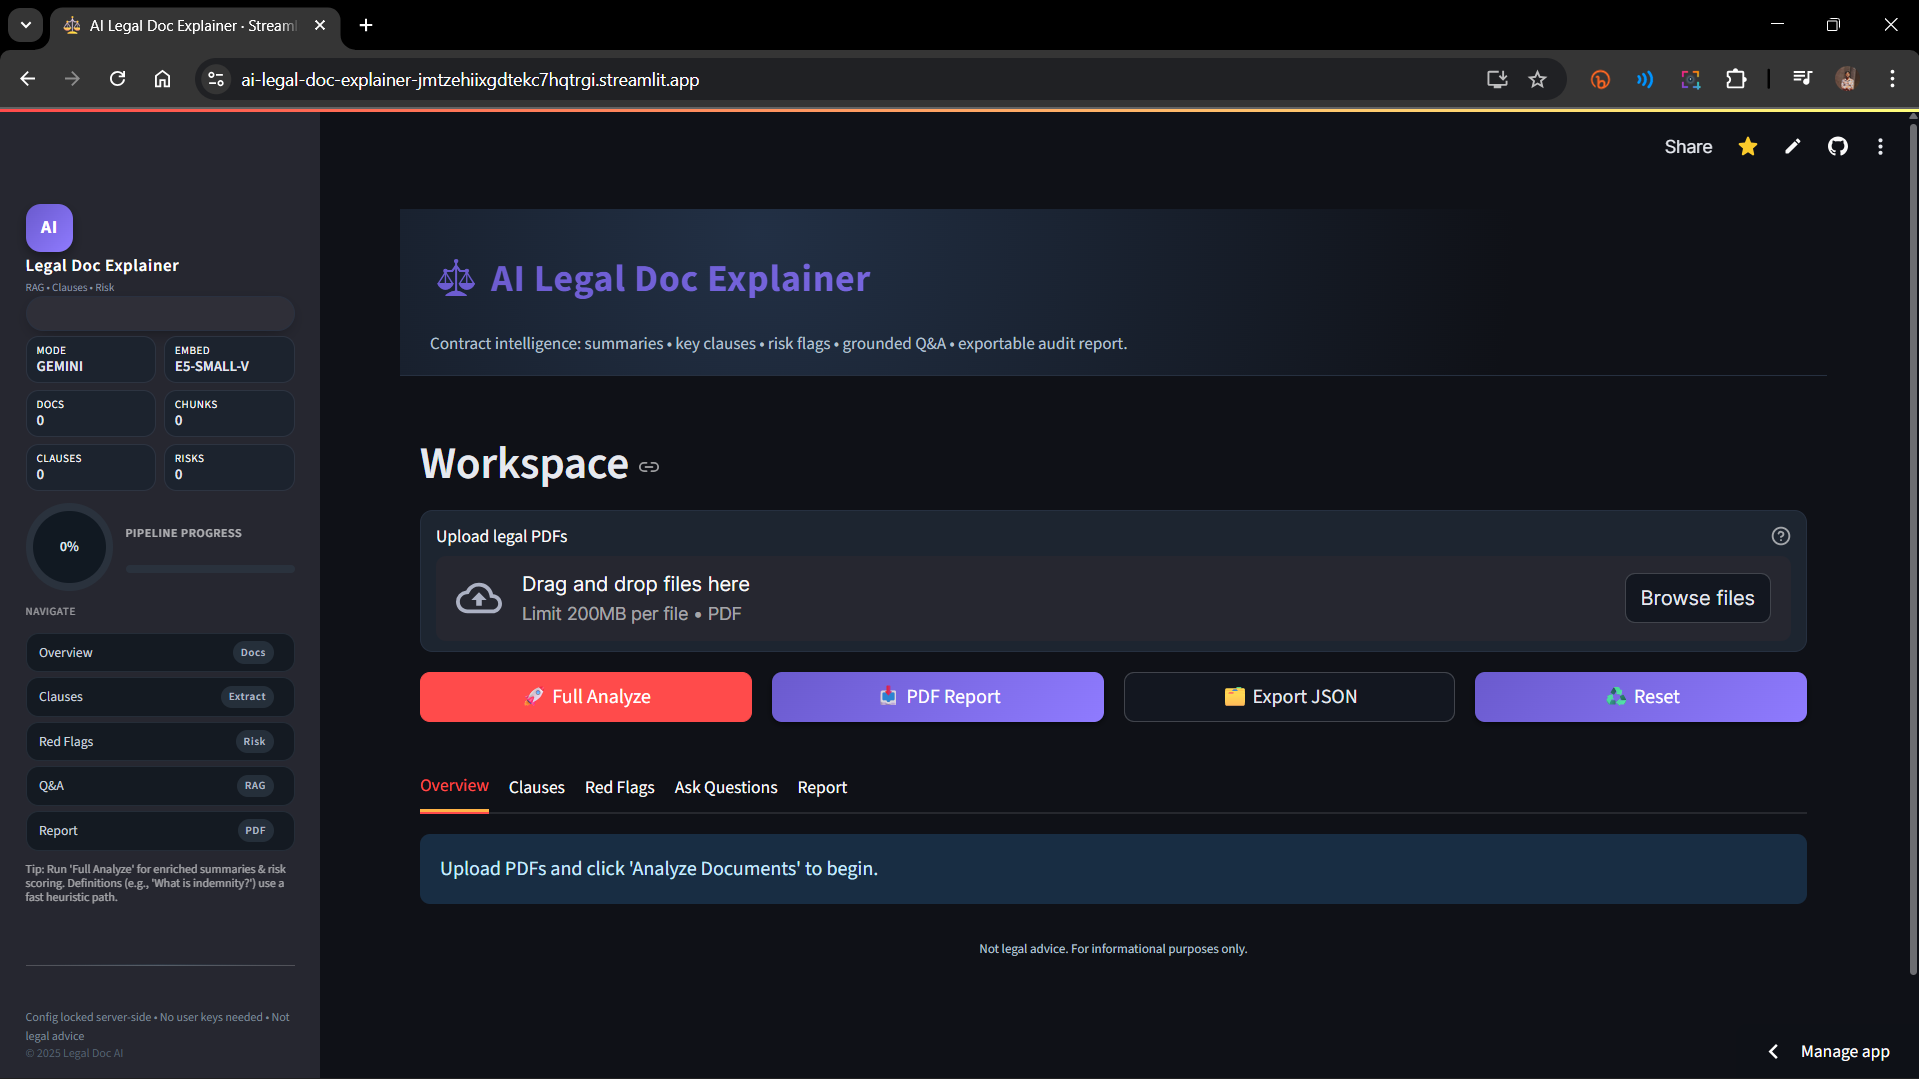 AI Legal Doc Explainer · Streaml
ai-legal-doc-explainer-jmtzehiixgdtekc7hqtrgi.streamlit.app
Share
AI
Legal Doc Explainer
RAG • Clauses • Risk
MODE
GEMINI
EMBED
E5-SMALL-V
DOCS
0
CHUNKS
0
CLAUSES
0
RISKS
0
0%
PIPELINE PROGRESS
NAVIGATE
Overview Docs
Clauses Extract
Red Flags Risk
Q&A RAG
Report PDF
Tip: Run 'Full Analyze' for enriched summaries & risk
scoring. Definitions (e.g., 'What is indemnity?') use a
fast heuristic path.
Config locked server-side • No user keys needed • Not
legal advice
© 2025 Legal Doc AI
AI Legal Doc Explainer
Contract intelligence: summaries • key clauses • risk flags • grounded Q&A • exportable audit report.
Workspace
Upload legal PDFs
Drag and drop files here
Limit 200MB per file • PDF
Browse files
Full Analyze
PDF Report
Export JSON
Reset
Overview Clauses Red Flags Ask Questions Report
Upload PDFs and click 'Analyze Documents' to begin.
Not legal advice. For informational purposes only.
Manage app